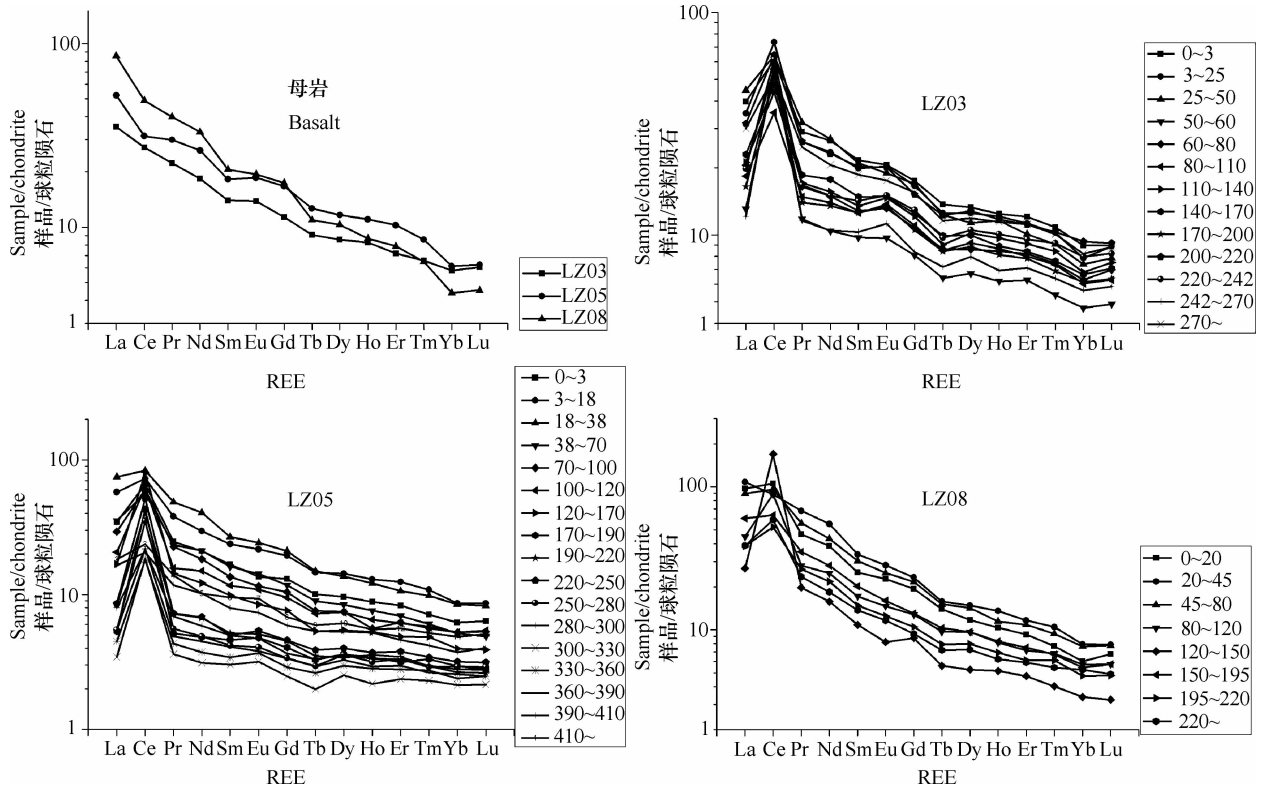 100
10
1
Sample/chondrite
样品/球粒陨石
母岩
Basalt
LZ03
LZ05
LZ08
La Ce Pr Nd Sm Eu Gd Tb Dy Ho Er Tm Yb Lu
REE
100
10
1
Sample/chondrite
样品/球粒陨石
LZ03
0~3
3~25
25~50
50~60
60~80
80~110
110~140
140~170
170~200
200~220
220~242
242~270
270~
La Ce Pr Nd Sm Eu Gd Tb Dy Ho Er Tm Yb Lu
REE
100
10
1
Sample/chondrite
样品/球粒陨石
LZ05
0~3
3~18
18~38
38~70
70~100
100~120
120~170
170~190
190~220
220~250
250~280
280~300
300~330
330~360
360~390
390~410
410~
La Ce Pr Nd Sm Eu Gd Tb Dy Ho Er Tm Yb Lu
REE
100
10
1
Sample/chondrite
样品/球粒陨石
LZ08
0~20
20~45
45~80
80~120
120~150
150~195
195~220
220~
La Ce Pr Nd Sm Eu Gd Tb Dy Ho Er Tm Yb Lu
REE